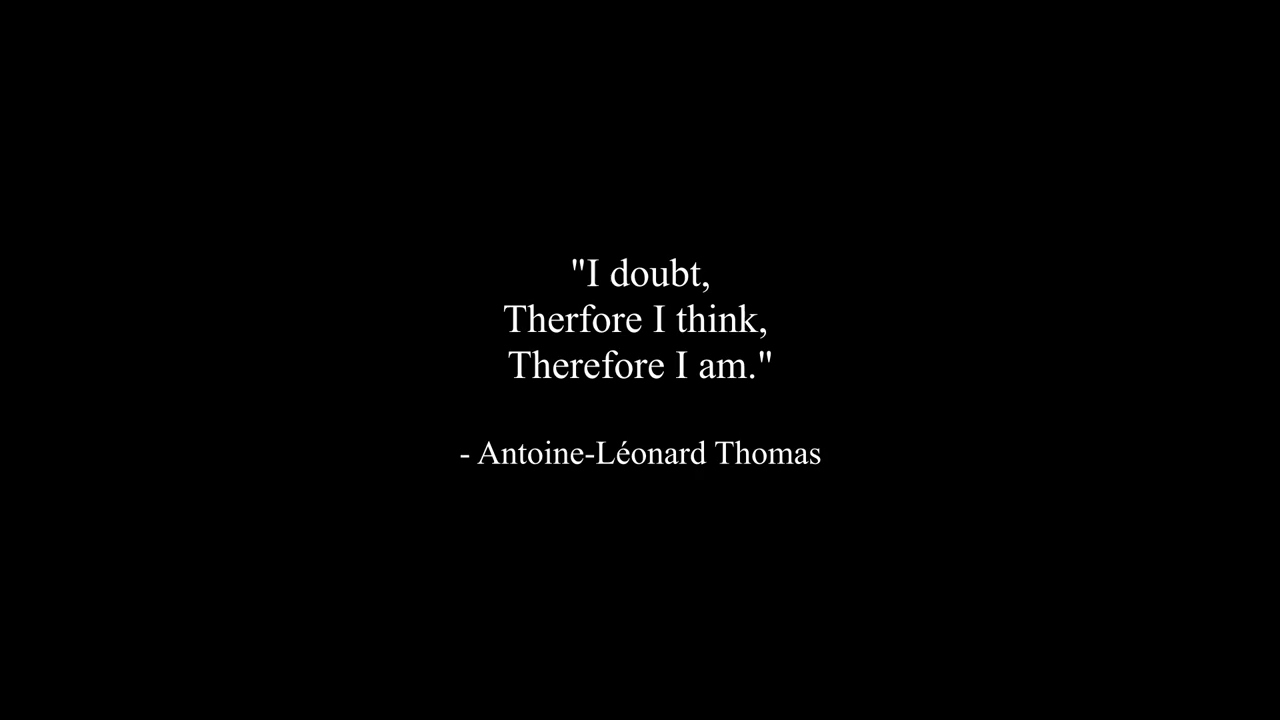 "I doubt,
Therfore I think,
Therefore I am."
- Antoine-Léonard Thomas